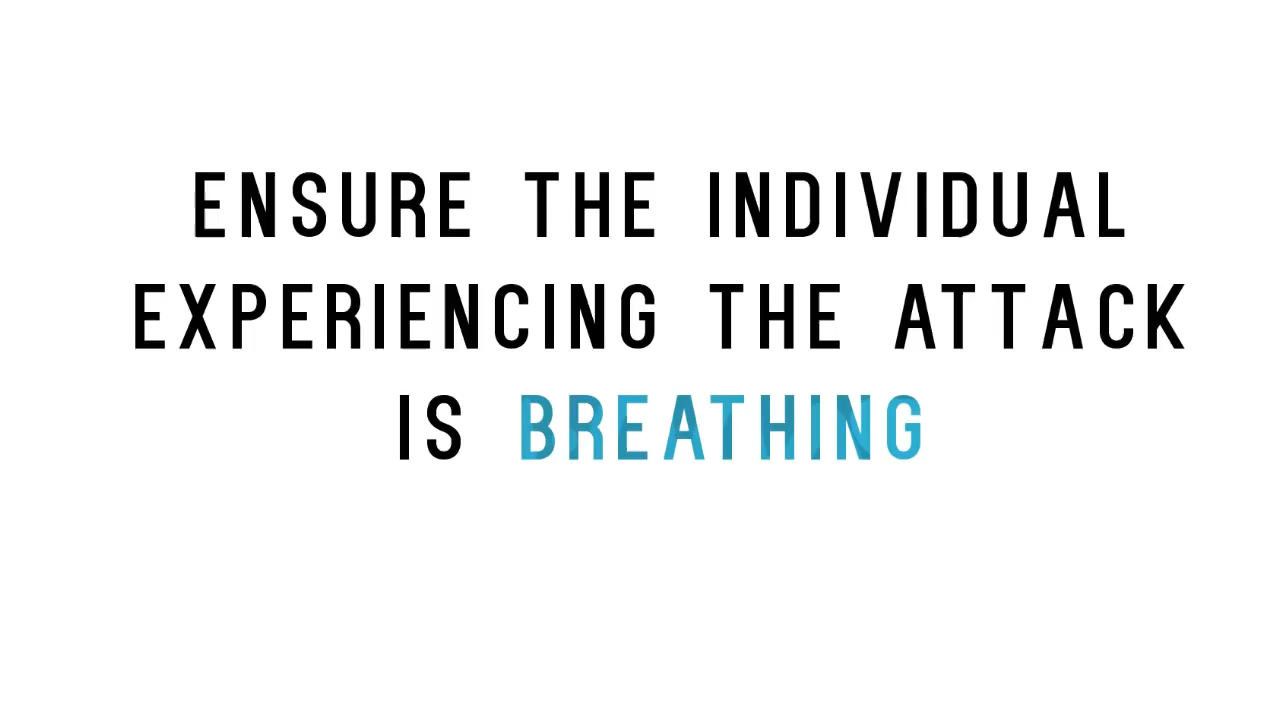 ENSURE THE INDIVIDUAL
EXPERIENCING THE ATTACK
IS BREATHING